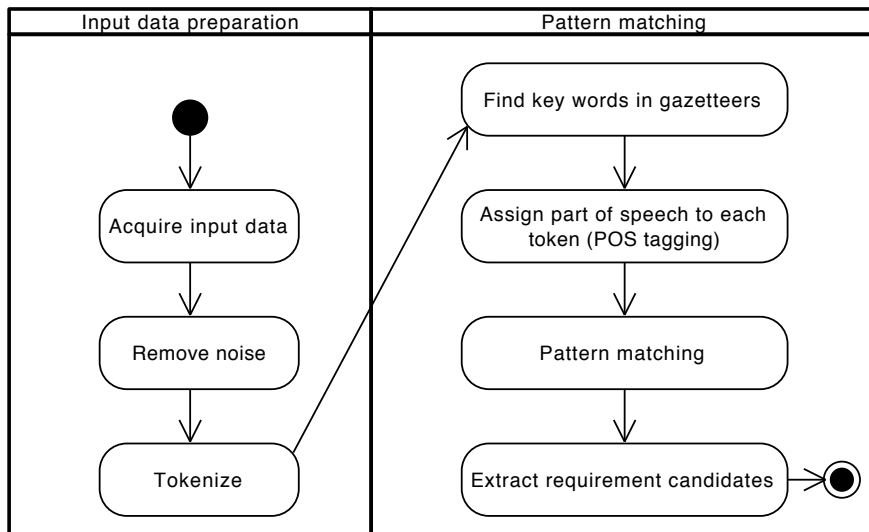 Input data preparation
Pattern matching
Acquire input data
Remove noise
Tokenize
Find key words in gazetteers
Assign part of speech to each
token (POS tagging)
Pattern matching
Extract requirement candidates